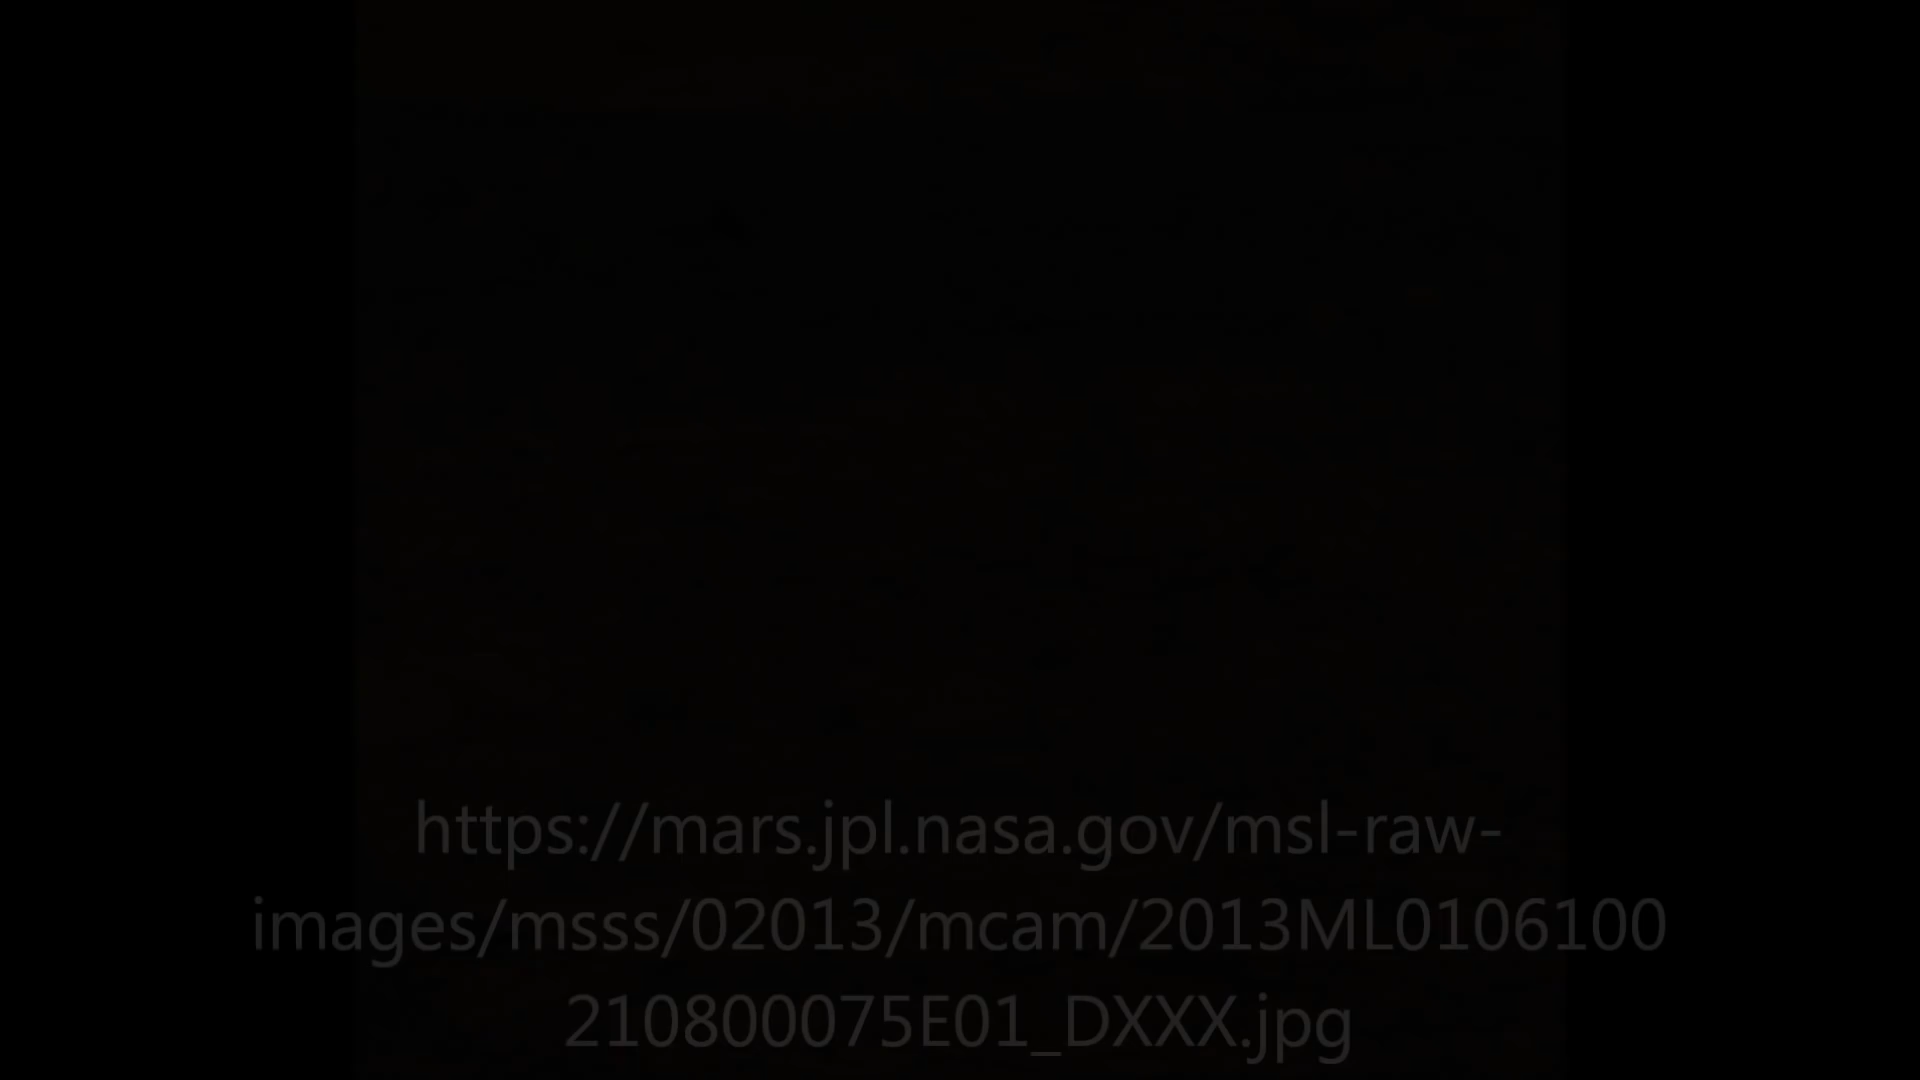 https://mars.jpl.nasa.gov/msl-raw-
images/msss/02013/mcam/2013ML0106100
210800075E01_DXXX.jpg